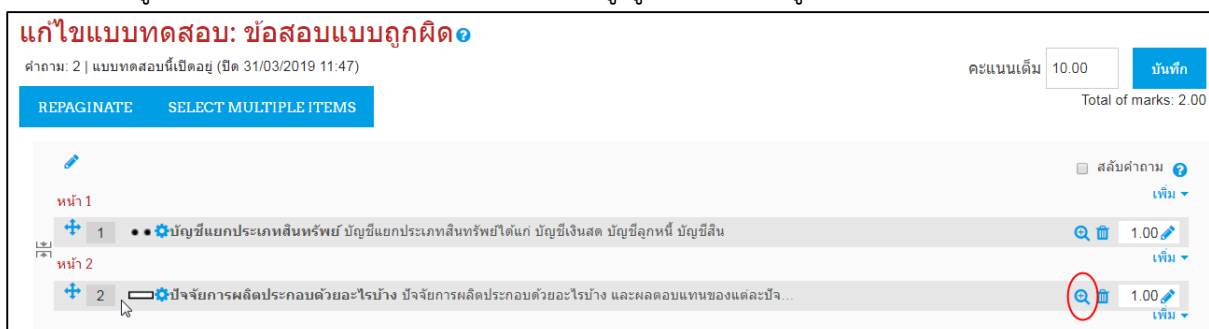 แก้ไขแบบทดสอบ: ข้อสอบแบบถูกผิด
คำถาม: 2 | แบบทดสอบนี้เปิดอยู่ (ปิด 31/03/2019 11:47)
คะแนนเต็ม 10.00 บันทึก
REPAGINATE SELECT MULTIPLE ITEMS
Total of marks: 2.00
สลับคำถาม
เพิ่ม
หน้า 1
1 บัญชีแยกประเภทสินทรัพย์ บัญชีแยกประเภทสินทรัพย์ได้แก่ บัญชีเงินสด บัญชีลูกหนี้ บัญชีสิน 1.00
เพิ่ม
หน้า 2
2 ปัจจัยการผลิตประกอบด้วยอะไรบ้าง ปัจจัยการผลิตประกอบด้วยอะไรบ้าง และผลตอบแทนของแต่ละปัจ... 1.00
เพิ่ม